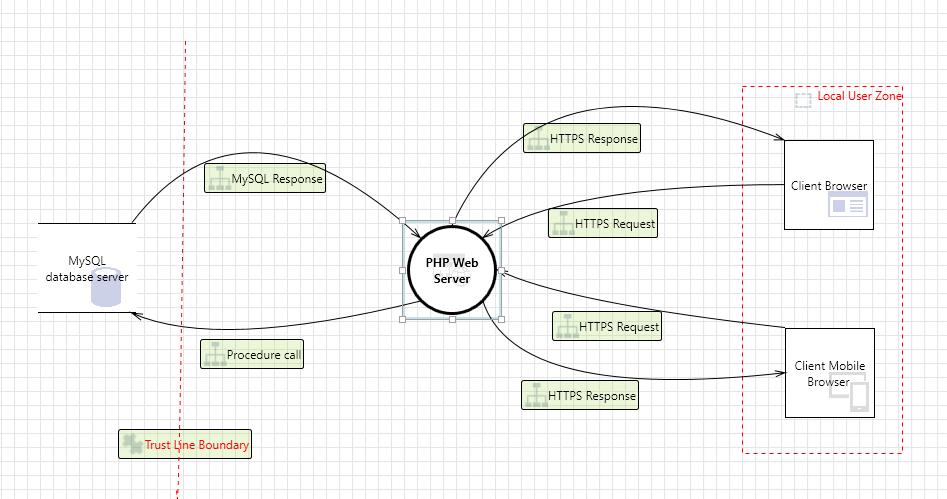 Local User Zone
HTTPS Response
MySQL Response
Client Browser
HTTPS Request
MySQL
database server
PHP Web
Server
HTTPS Request
Procedure call
Client Mobile
Browser
HTTPS Response
Trust Line Boundary